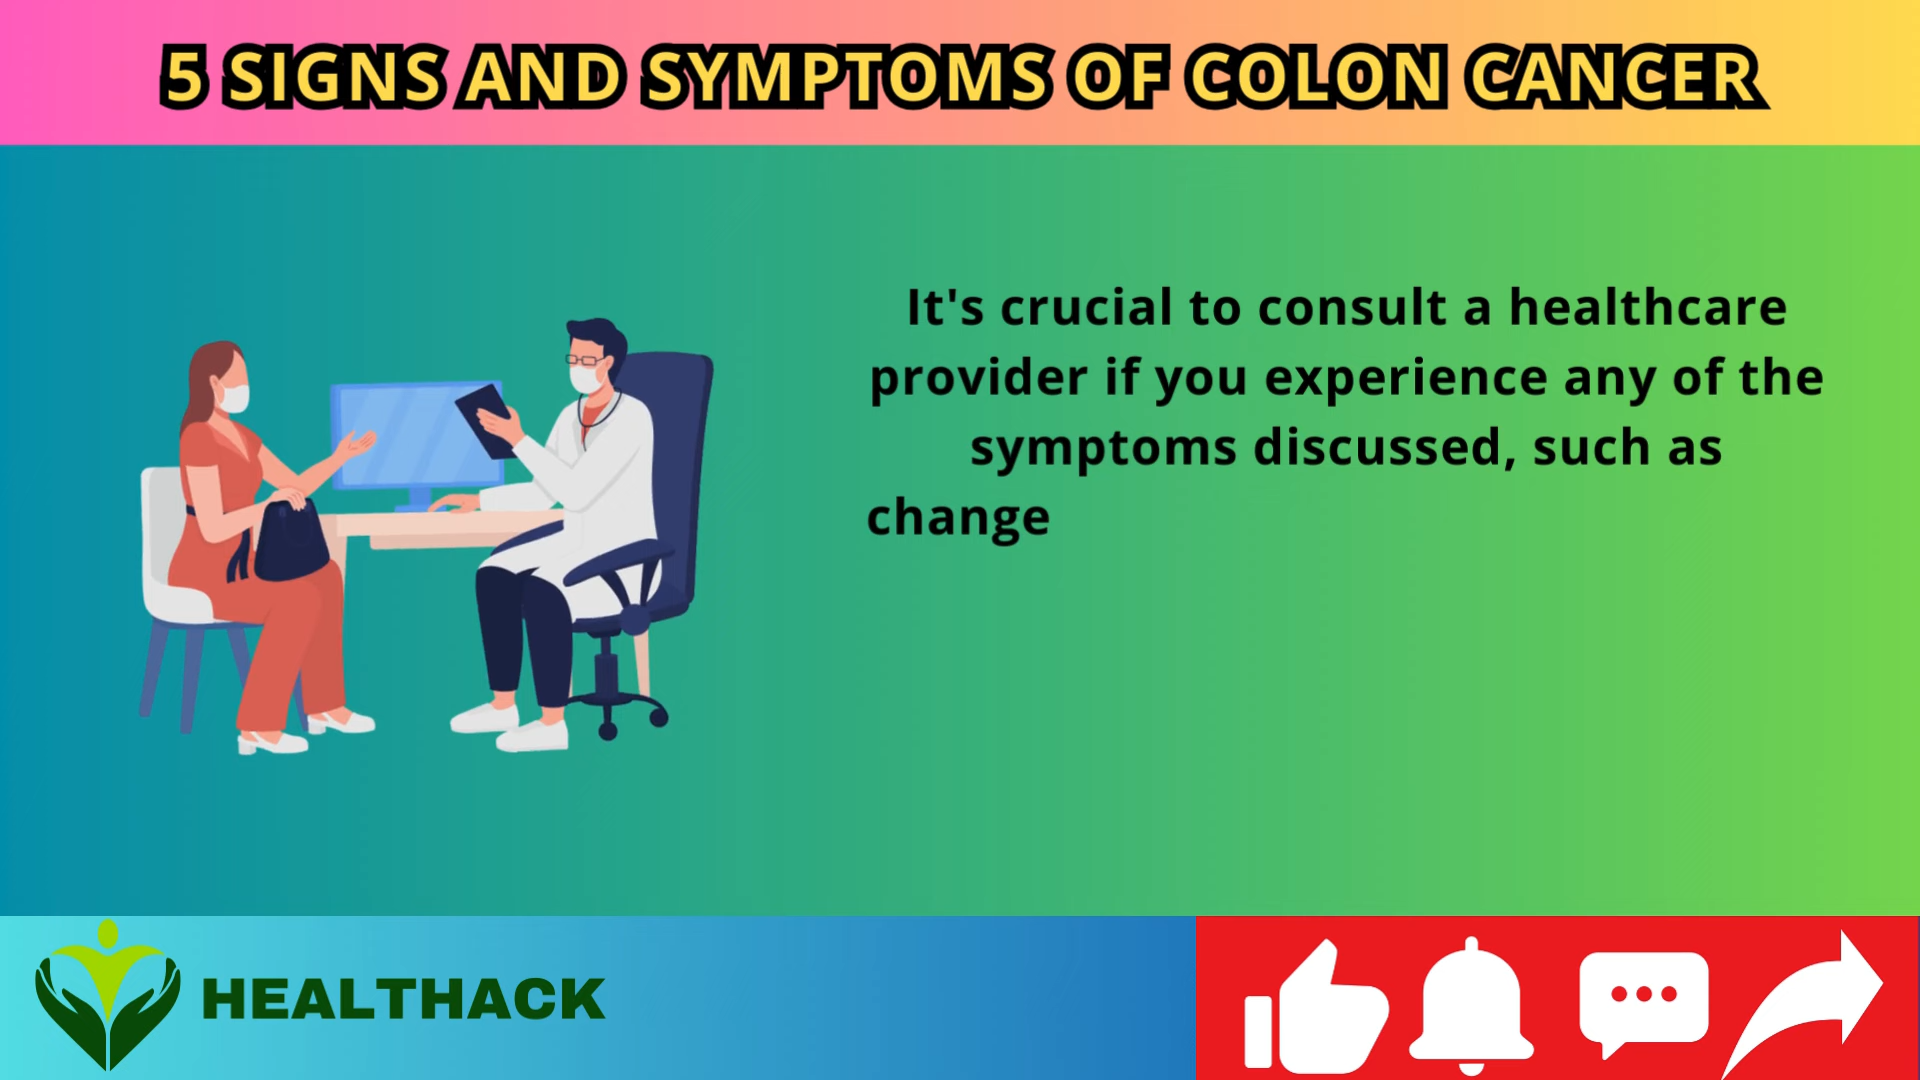 5 SIGNS AND SYMPTOMS OF COLON CANCER
It's crucial to consult a healthcare
provider if you experience any of the
symptoms discussed, such as
change
HEALTHACK